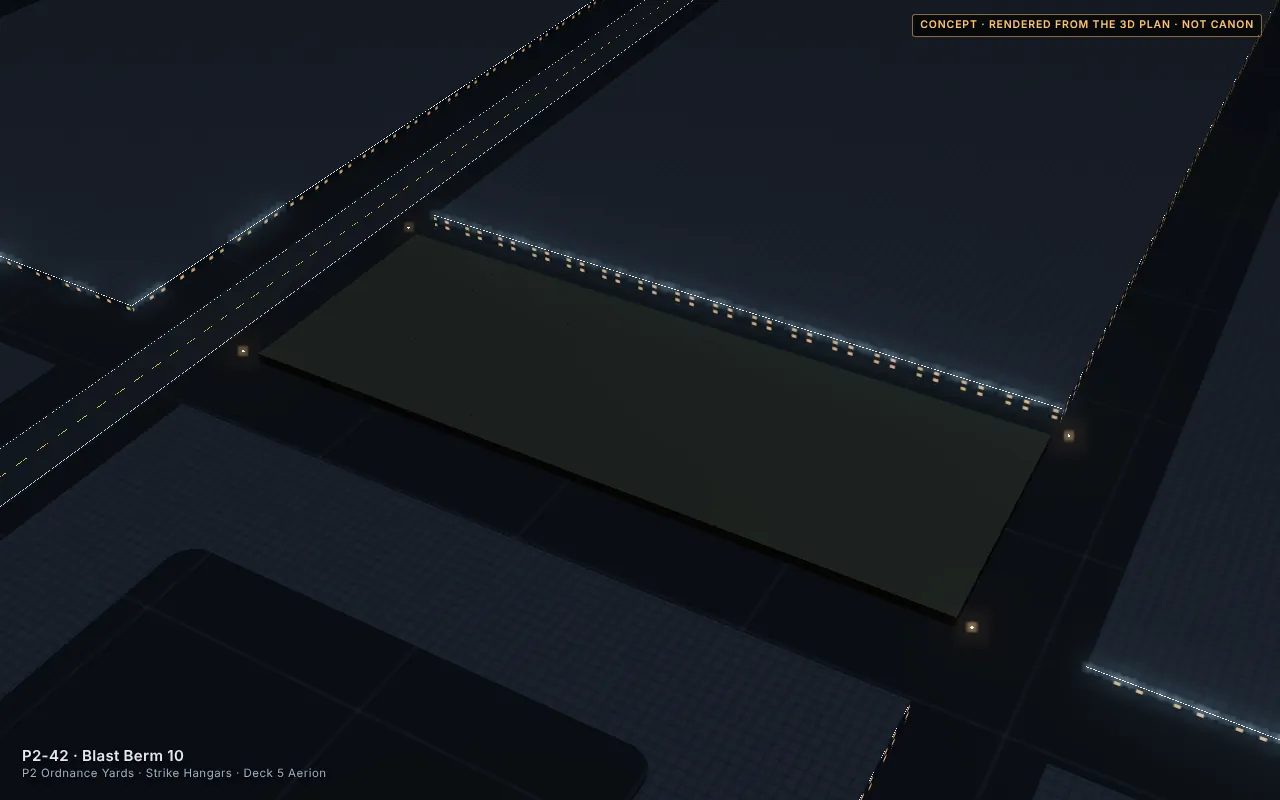 CONCEPT · RENDERED FROM THE 3D PLAN · NOT CANON
P2-42 · Blast Berm 10
P2 Ordnance Yards · Strike Hangars · Deck 5 Aerion